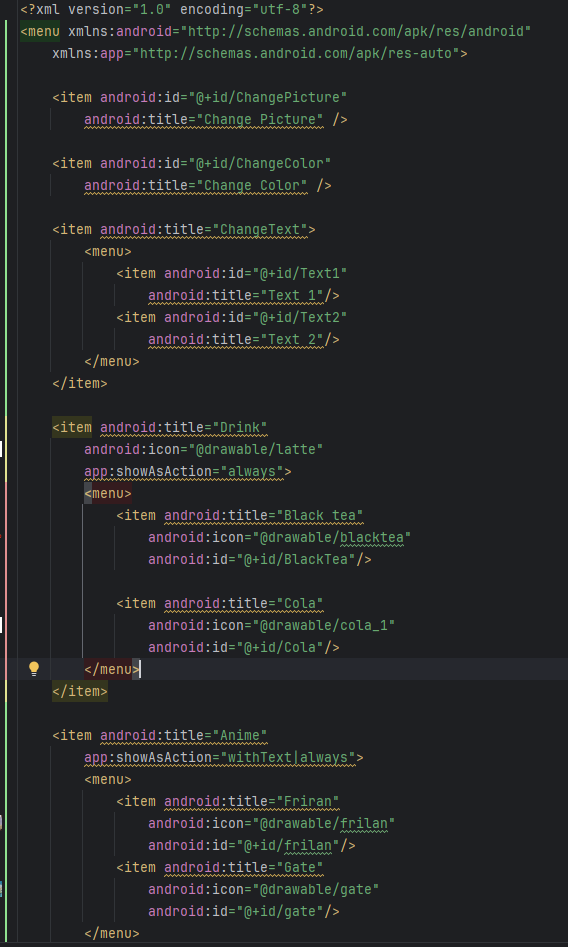 <?xml version="1.0" encoding="utf-8"?>
<menu xmlns:android="http://schemas.android.com/apk/res/android"
    xmlns:app="http://schemas.android.com/apk/res-auto">

    <item android:id="@+id/ChangePicture"
        android:title="Change Picture" />

    <item android:id="@+id/ChangeColor"
        android:title="Change Color" />

    <item android:title="ChangeText">
        <menu>
            <item android:id="@+id/Text1"
                android:title="Text 1"/>
            <item android:id="@+id/Text2"
                android:title="Text 2"/>
        </menu>
    </item>

    <item android:title="Drink"
        android:icon="@drawable/latte"
        app:showAsAction="always">
        <menu>
            <item android:title="Black tea"
                android:icon="@drawable/blacktea"
                android:id="@+id/BlackTea"/>

            <item android:title="Cola"
                android:icon="@drawable/cola_1"
                android:id="@+id/Cola"/>
        </menu>
    </item>

    <item android:title="Anime"
        app:showAsAction="withText|always">
        <menu>
            <item android:title="Friran"
                android:icon="@drawable/frilan"
                android:id="@+id/frilan"/>
            <item android:title="Gate"
                android:icon="@drawable/gate"
                android:id="@+id/gate"/>
        </menu>